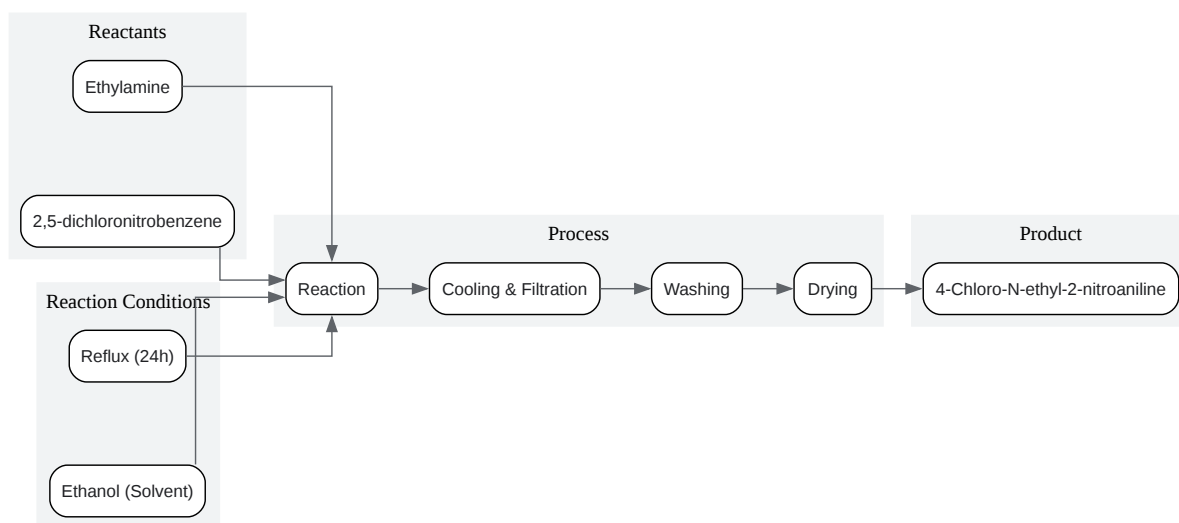 Reactants
Ethylamine
2,5-dichloronitrobenzene
Reaction Conditions
Reflux (24h)
Ethanol (Solvent)
Process
Reaction
Cooling & Filtration
Washing
Drying
Product
4-Chloro-N-ethyl-2-nitroaniline